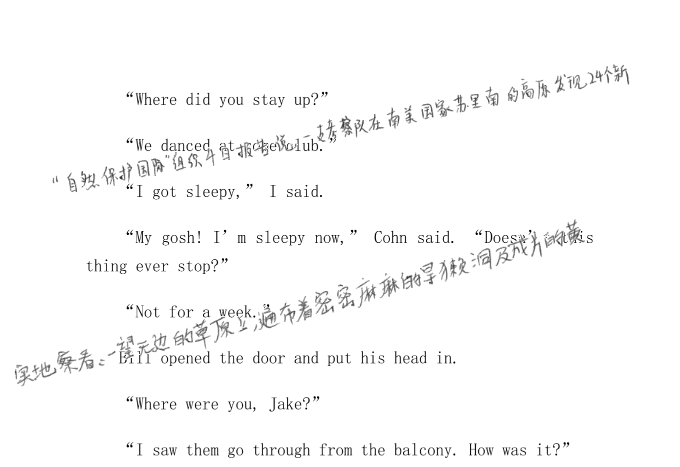 “Where did you stay up?”
“自然保护国际”组织4日报告说,一支考察队在南美国家苏里南的高原发现24个新
“We danced at the club.”
“I got sleepy,” I said.
“My gosh! I'm sleepy now,” Cohn said. “Doesn't this
thing ever stop?”
“Not for a week.”
实地察看:一望无边的草原上,遍布着密密麻麻的旱獭洞及成片的黄
Bill opened the door and put his head in.
“Where were you, Jake?”
“I saw them go through from the balcony. How was it?”